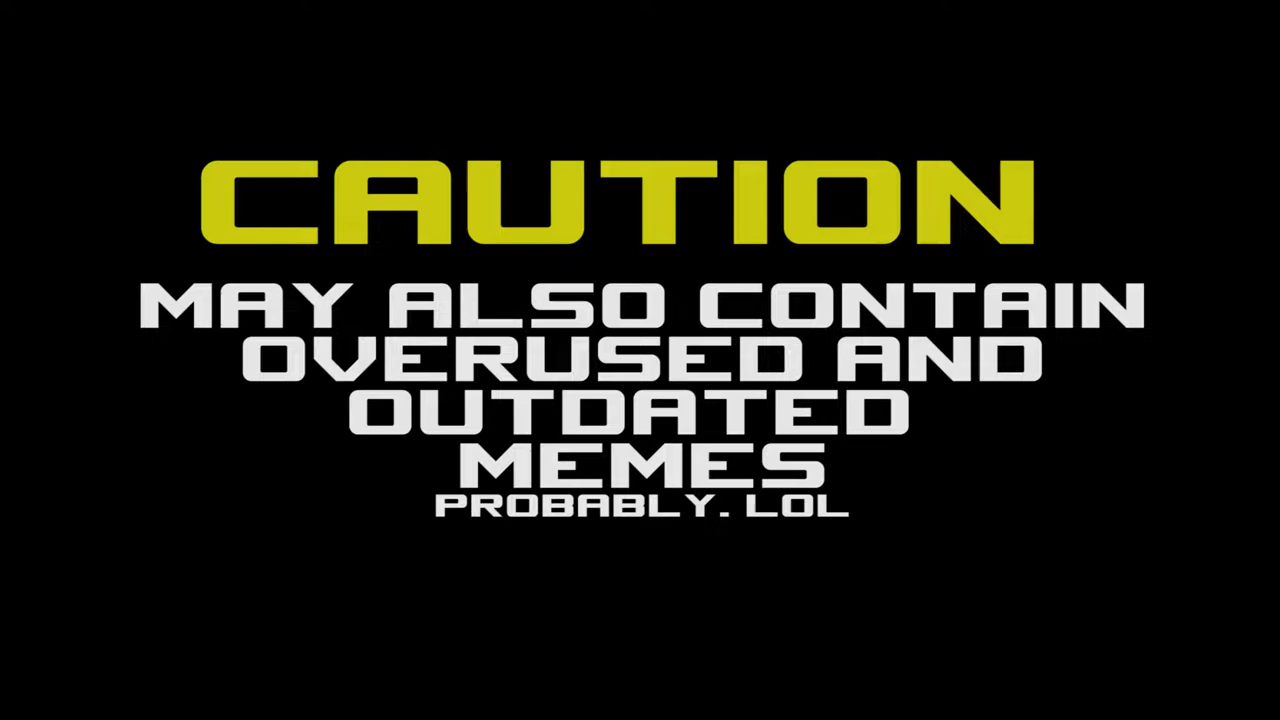 CAUTION
MAY ALSO CONTAIN
OVERUSED AND
OUTDATED
MEMES
PROBABLY. LOL